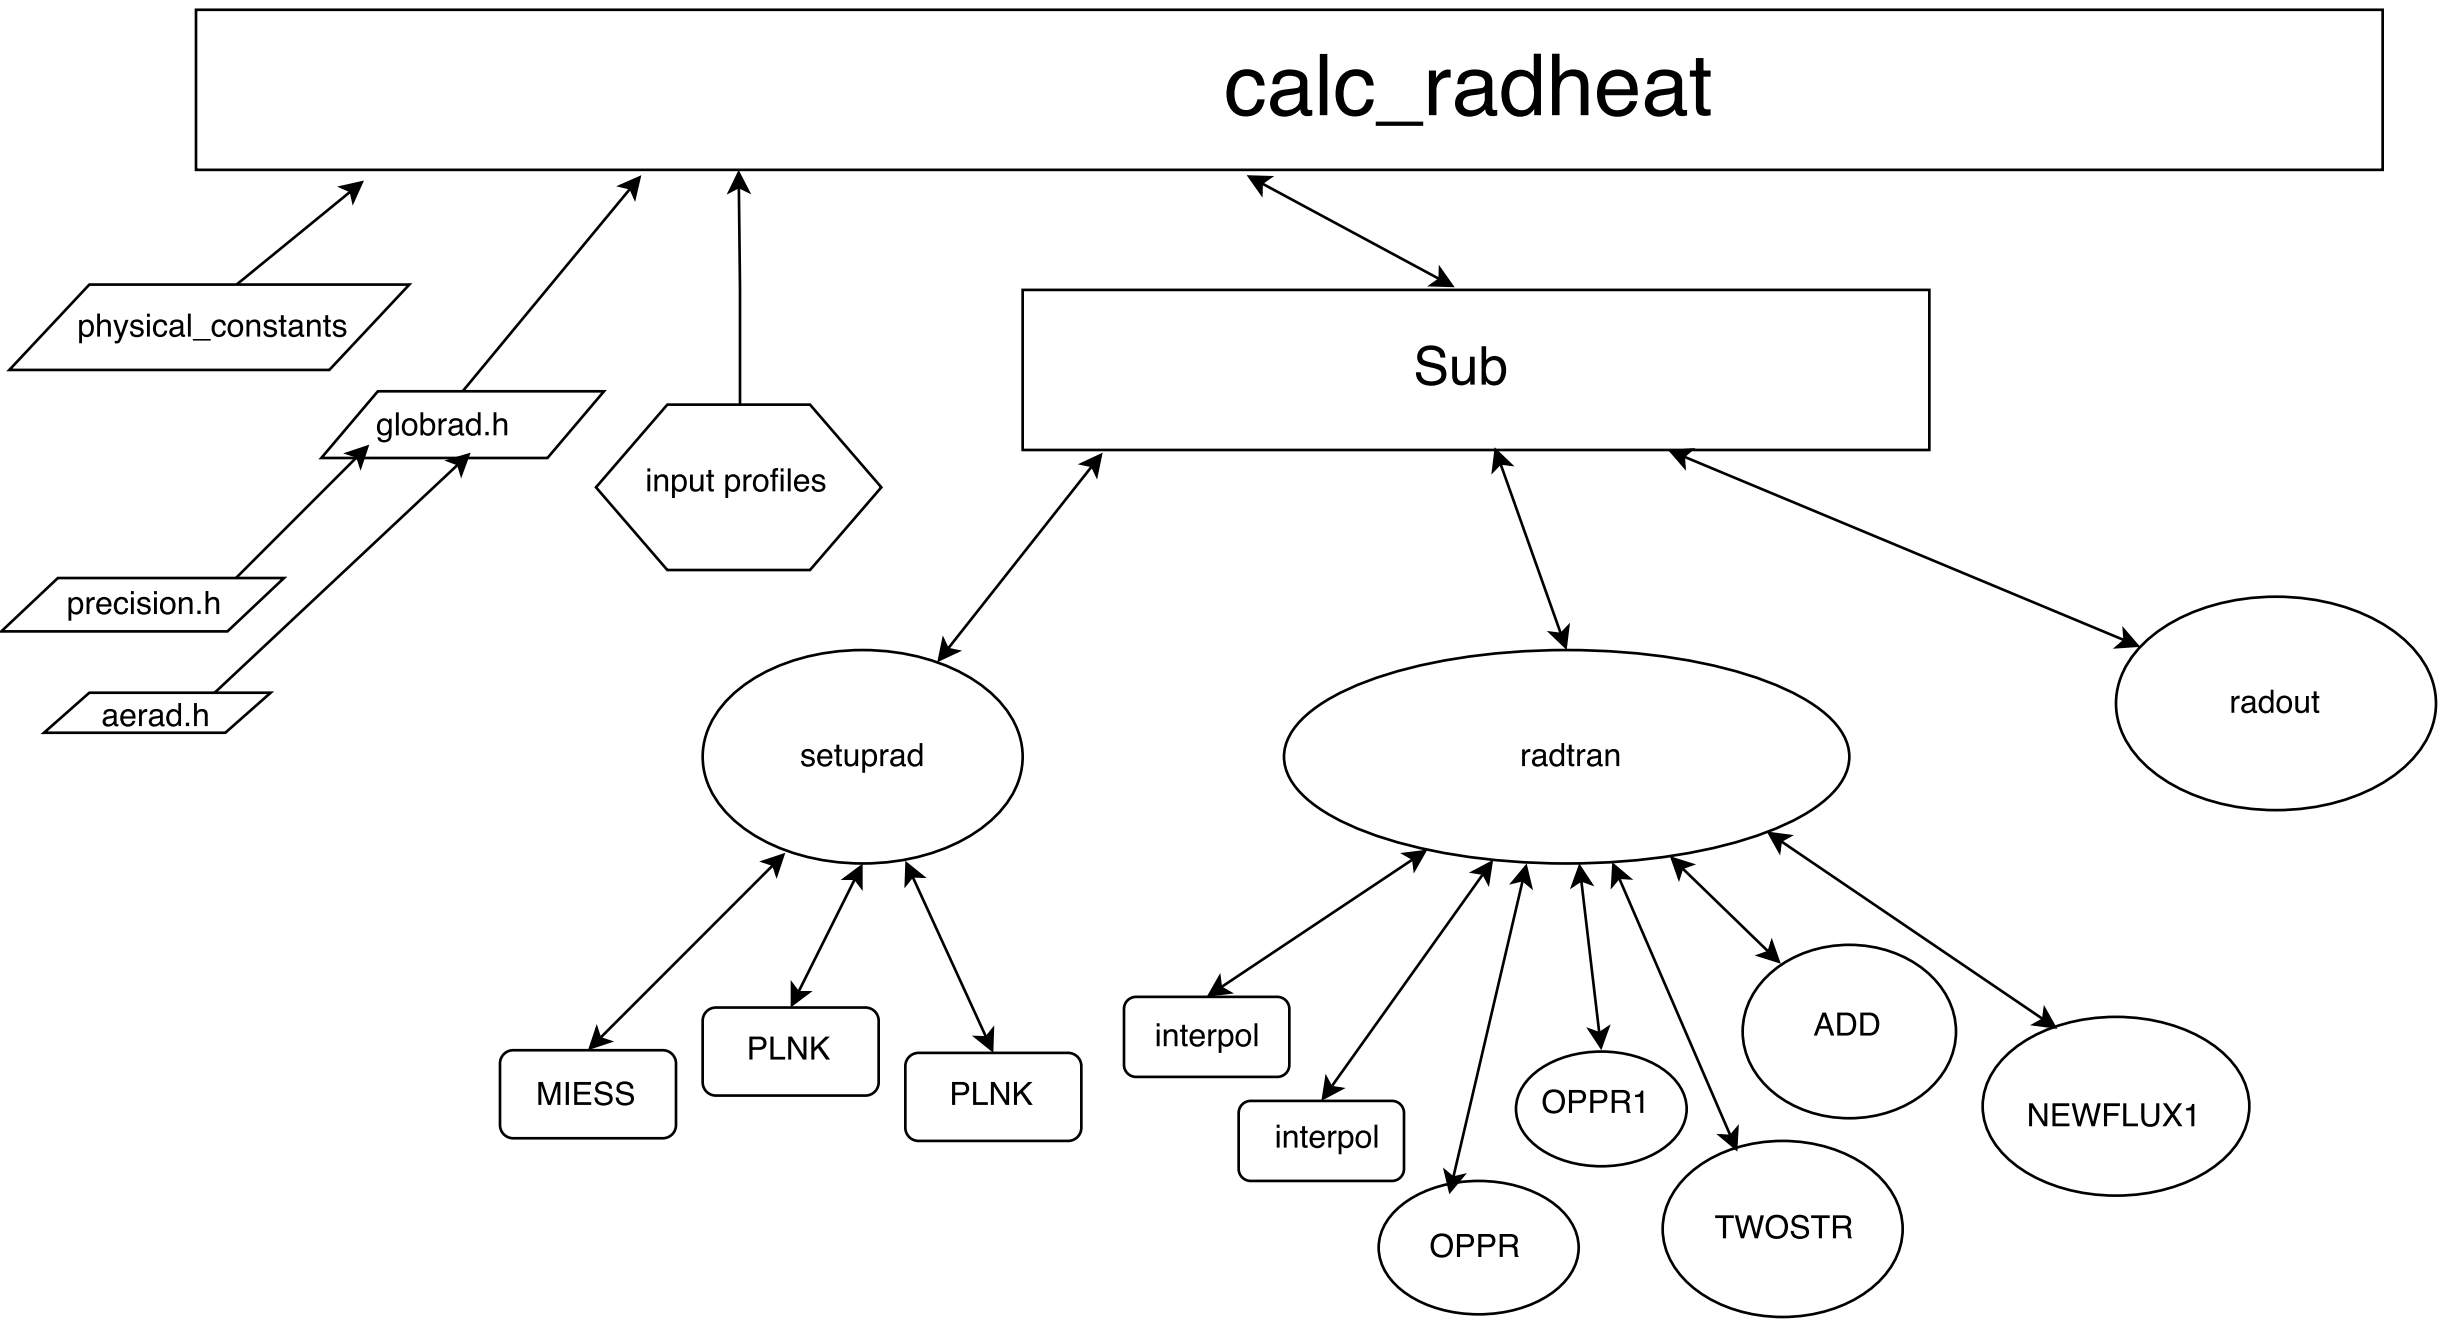 calc_radheat
physical_constants
Sub
globrad.h
input profiles
precision.h
aerad.h
setuprad
radtran
radout
MIESS
PLNK
PLNK
interpol
interpol
OPPR
OPPR1
TWOSTR
ADD
NEWFLUX1